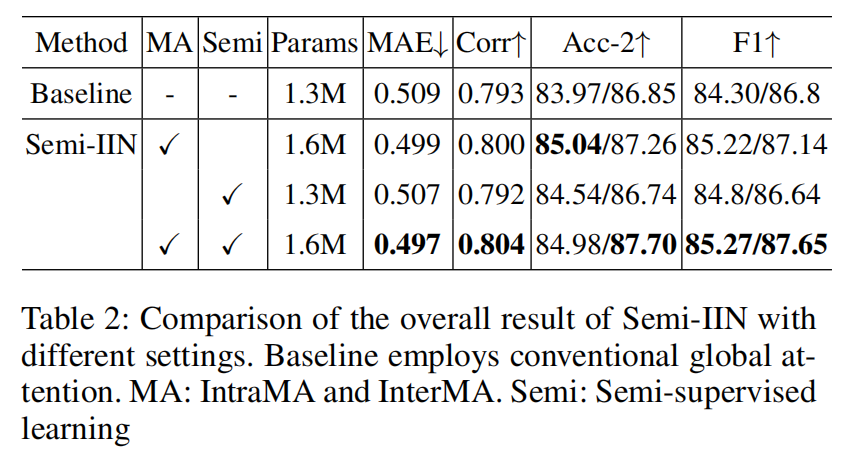 Method MA Semi Params MAE↓ Corr↑ Acc-2↑ F1↑
Baseline - - 1.3M 0.509 0.793 83.97/86.85 84.30/86.8
Semi-IIN ✓ 1.6M 0.499 0.800 85.04/87.26 85.22/87.14
✓ 1.3M 0.507 0.792 84.54/86.74 84.8/86.64
✓ ✓ 1.6M 0.497 0.804 84.98/87.70 85.27/87.65
Table 2: Comparison of the overall result of Semi-IIN with
different settings. Baseline employs conventional global at-
tention. MA: IntraMA and InterMA. Semi: Semi-supervised
learning